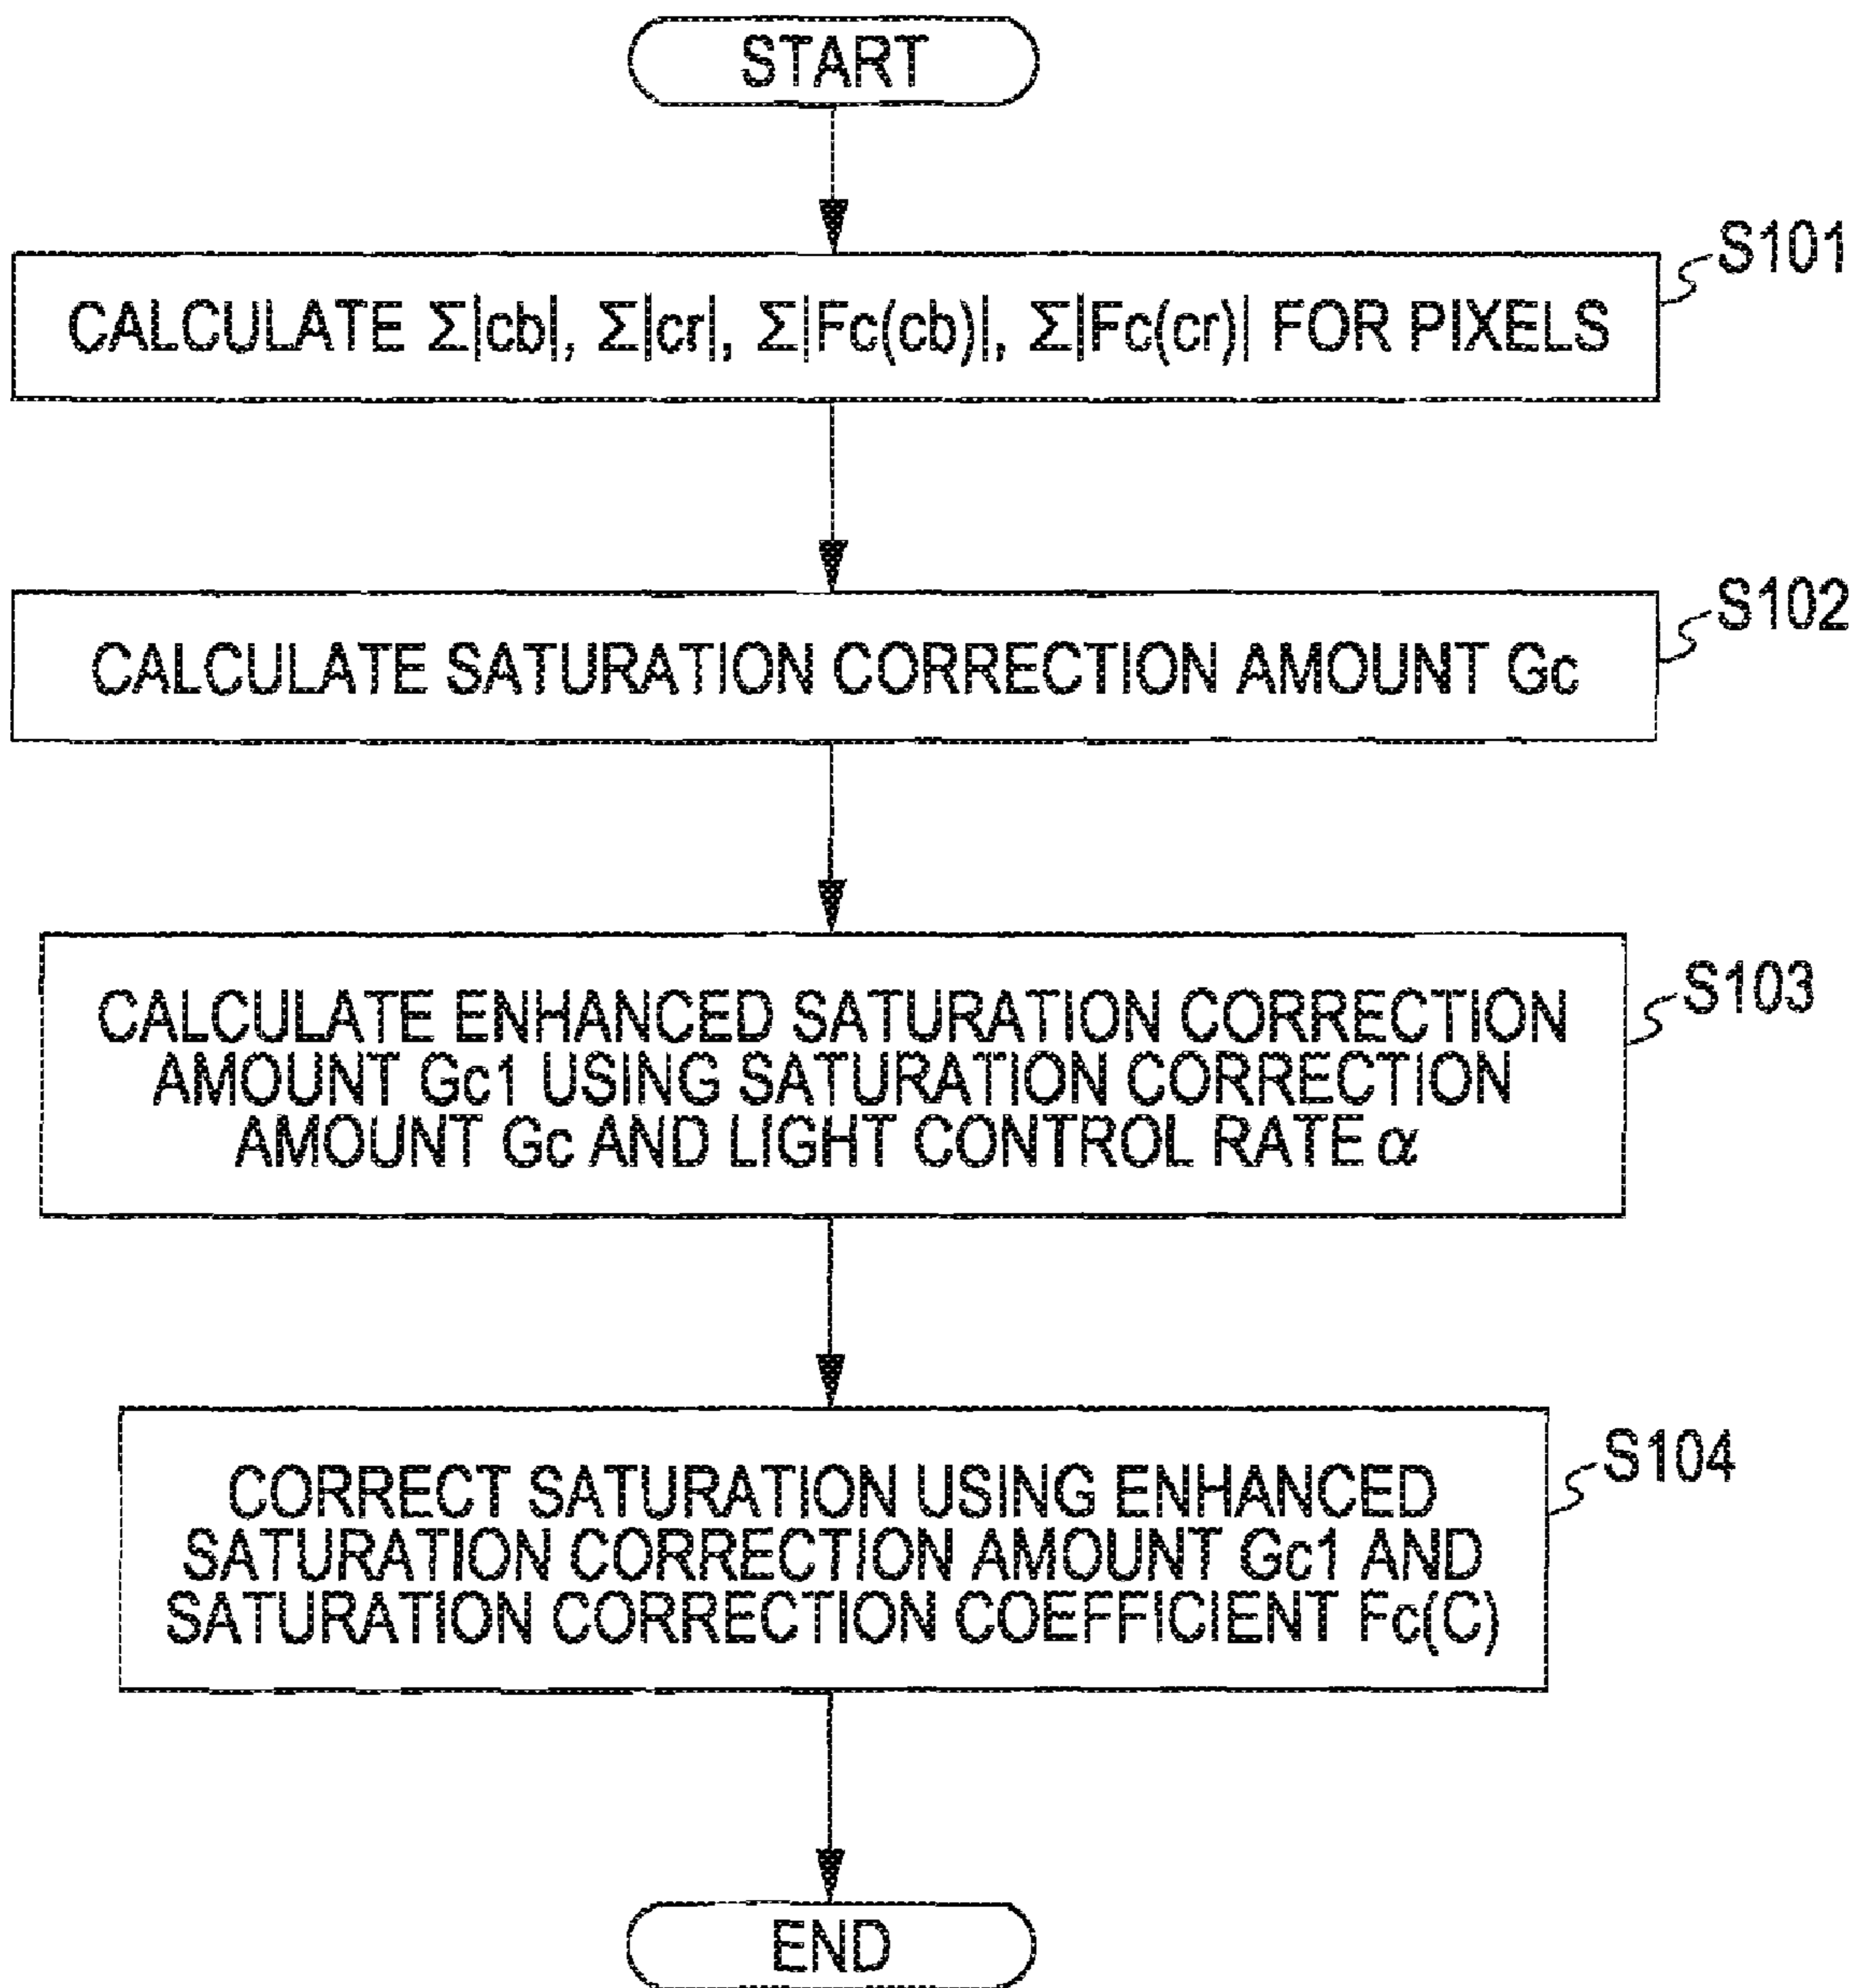 START
S101
CALCULATE Σ|cb|, Σ|cr|, Σ|Fc(cb)|, Σ|Fc(cr)| FOR PIXELS
S102
CALCULATE SATURATION CORRECTION AMOUNT Gc
S103
CALCULATE ENHANCED SATURATION CORRECTION
AMOUNT Gc1 USING SATURATION CORRECTION
AMOUNT Gc AND LIGHT CONTROL RATE α
S104
CORRECT SATURATION USING ENHANCED
SATURATION CORRECTION AMOUNT Gc1 AND
SATURATION CORRECTION COEFFICIENT Fc(C)
END